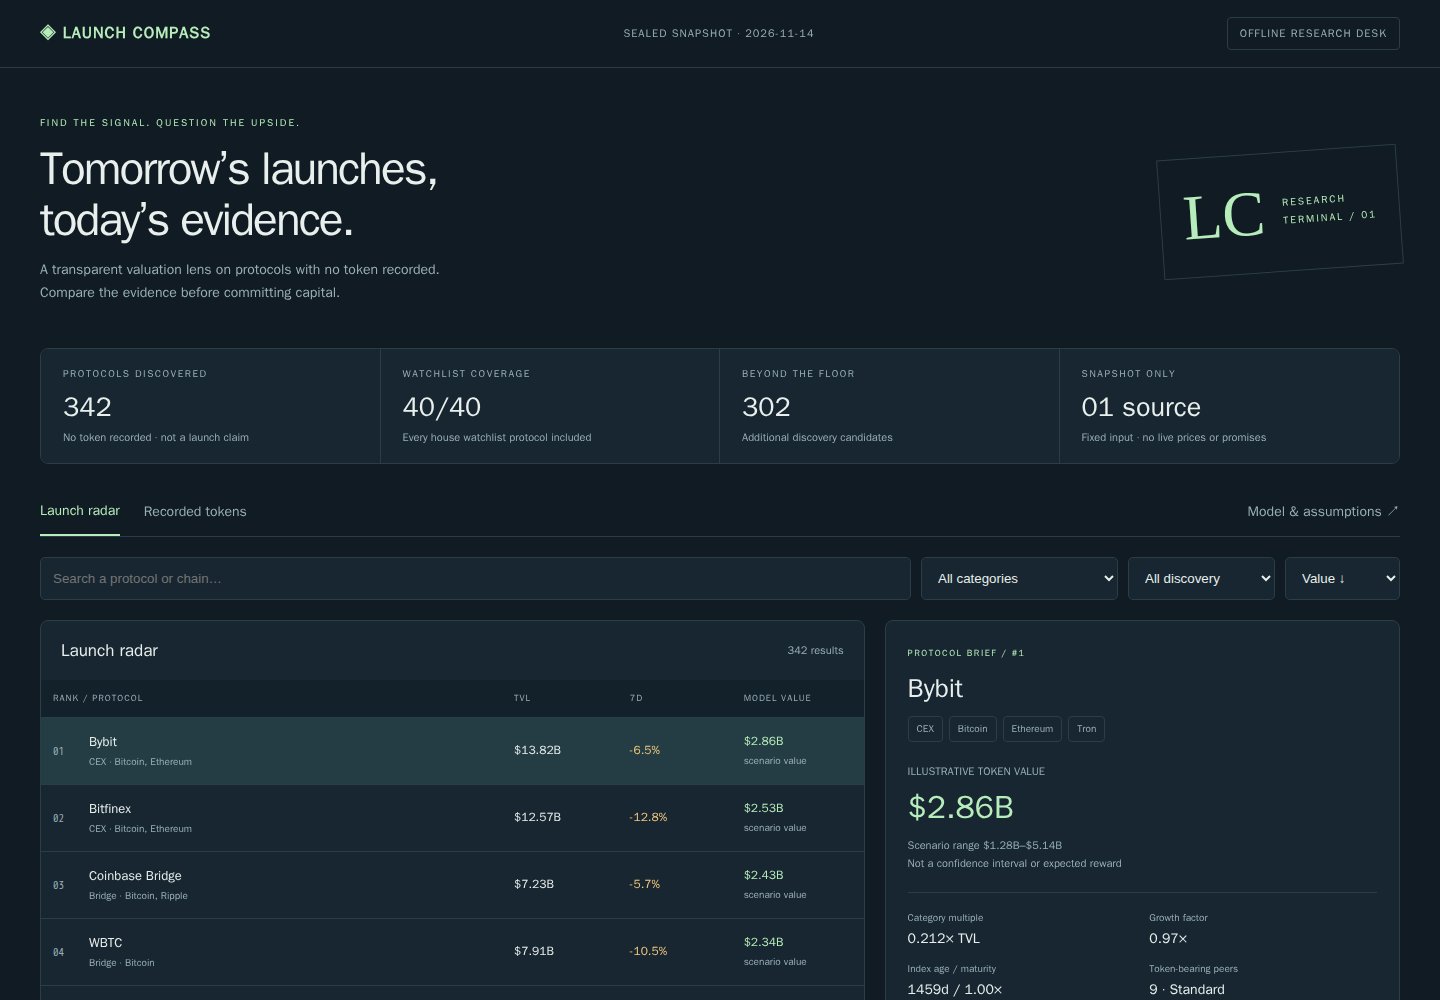 LAUNCH COMPASS
SEALED SNAPSHOT · 2026-11-14
OFFLINE RESEARCH DESK
FIND THE SIGNAL. QUESTION THE UPSIDE.
Tomorrow’s launches,
today’s evidence.
A transparent valuation lens on protocols with no token recorded.
Compare the evidence before committing capital.
LC
RESEARCH
TERMINAL / 01
PROTOCOLS DISCOVERED
342
No token recorded · not a launch claim
WATCHLIST COVERAGE
40/40
Every house watchlist protocol included
BEYOND THE FLOOR
302
Additional discovery candidates
SNAPSHOT ONLY
01 source
Fixed input · no live prices or promises
Launch radar
Recorded tokens
Model & assumptions ↗
Search a protocol or chain…
All categories
All discovery
Value ↓
Launch radar
342 results
RANK / PROTOCOL TVL 7D MODEL VALUE
01 Bybit $13.82B -6.5% $2.86B
CEX · Bitcoin, Ethereum scenario value
02 Bitfinex $12.57B -12.8% $2.53B
CEX · Bitcoin, Ethereum scenario value
03 Coinbase Bridge $7.23B -5.7% $2.43B
Bridge · Bitcoin, Ripple scenario value
04 WBTC $7.91B -10.5% $2.34B
Bridge · Bitcoin scenario value
PROTOCOL BRIEF / #1
Bybit
CEX Bitcoin Ethereum Tron
ILLUSTRATIVE TOKEN VALUE
$2.86B
Scenario range $1.28B–$5.14B
Not a confidence interval or expected reward
Category multiple
0.212× TVL
Growth factor
0.97×
Index age / maturity
1459d / 1.00×
Token-bearing peers
9 · Standard